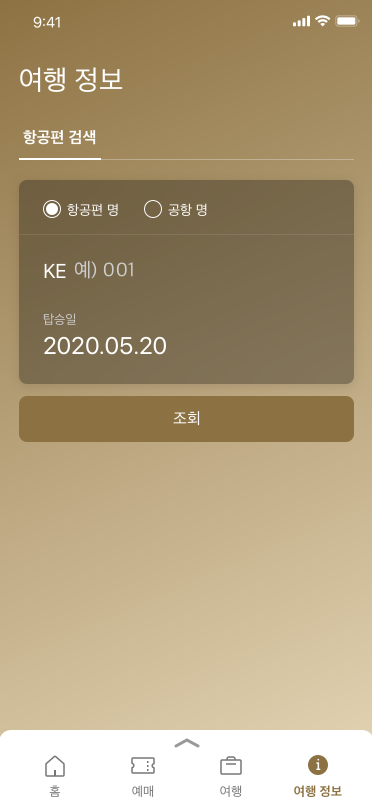 9:41
여행 정보
항공편 검색
항공편 명 공항 명
KE 예) 001
탑승일
2020.05.20
조회
홈 예매 여행 여행 정보